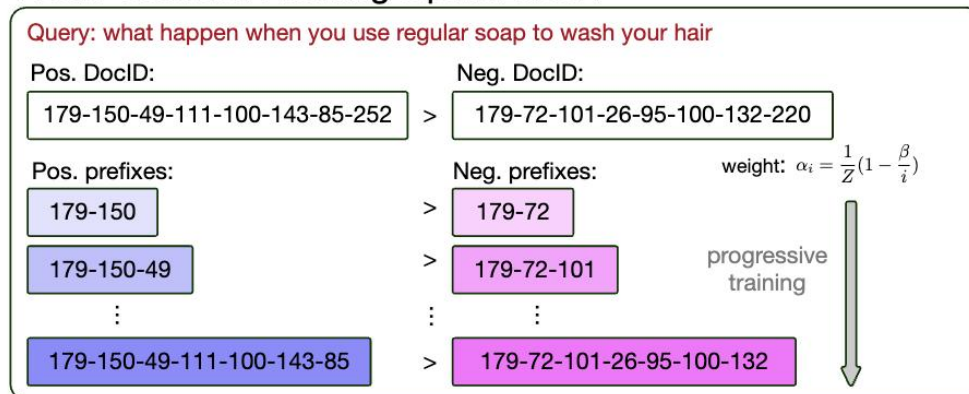 Query: what happen when you use regular soap to wash your hair
Pos. DocID: Neg. DocID:
179-150-49-111-100-143-85-252 > 179-72-101-26-95-100-132-220
Pos. prefixes: Neg. prefixes: weight: αᵢ = 1/Z(1 − β/i)
179-150 > 179-72
179-150-49 > 179-72-101
progressive
training
⋮ ⋮ ⋮
179-150-49-111-100-143-85 > 179-72-101-26-95-100-132